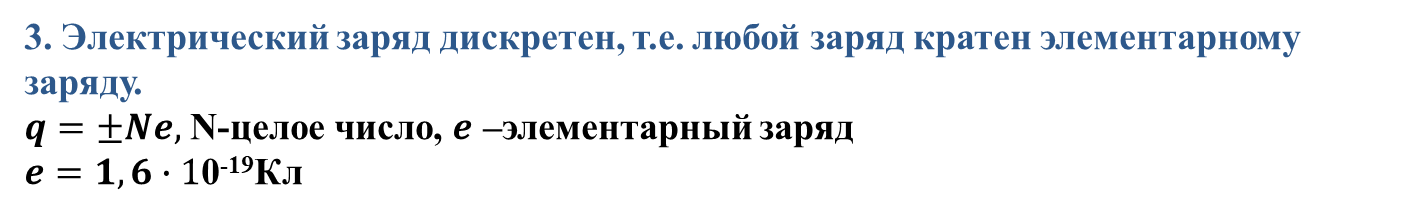 3. Электрический заряд дискретен, т.е. любой заряд кратен элементарному
заряду.
q = ±Ne, N-целое число, e –элементарный заряд
e = 1,6 · 10⁻¹⁹Кл